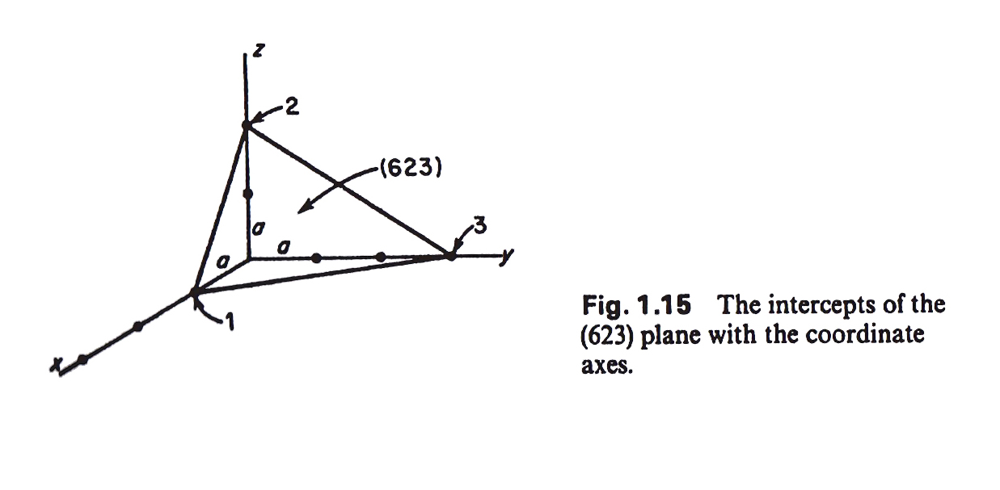 z
2
(623)
a
a
3
a
y
1
x
Fig. 1.15 The intercepts of the
(623) plane with the coordinate
axes.